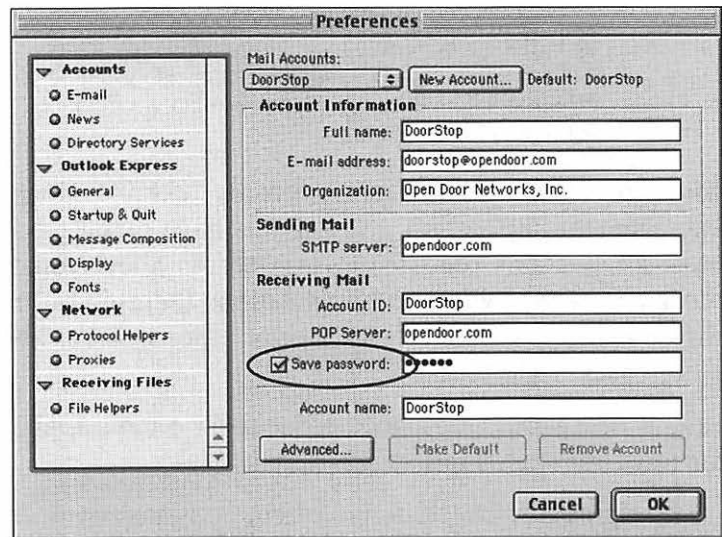 Preferences
Accounts
E-mail
News
Directory Services
Outlook Express
General
Startup & Quit
Message Composition
Display
Fonts
Network
Protocol Helpers
Proxies
Receiving Files
File Helpers
Mail Accounts:
DoorStop New Account... Default: DoorStop
Account Information
Full name: DoorStop
E-mail address: doorstop@opendoor.com
Organization: Open Door Networks, Inc.
Sending Mail
SMTP server: opendoor.com
Receiving Mail
Account ID: DoorStop
POP Server: opendoor.com
Save password: ••••••
Account name: DoorStop
Advanced... Make Default Remove Account
Cancel OK